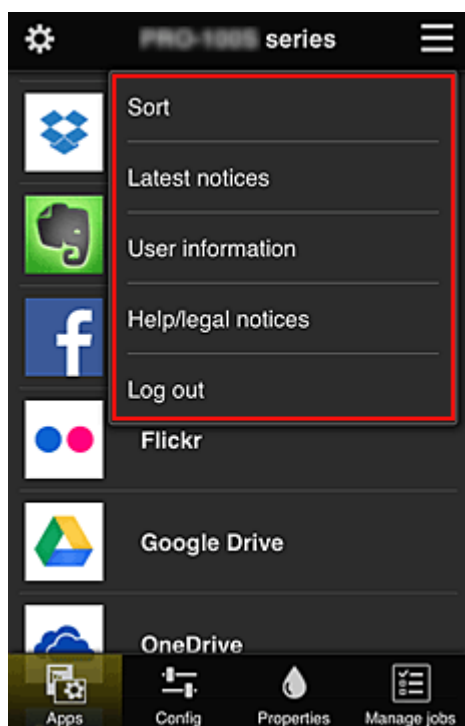 series
Sort
Latest notices
User information
Help/legal notices
Log out
Flickr
Google Drive
OneDrive
Apps
Config
Properties
Manage jobs